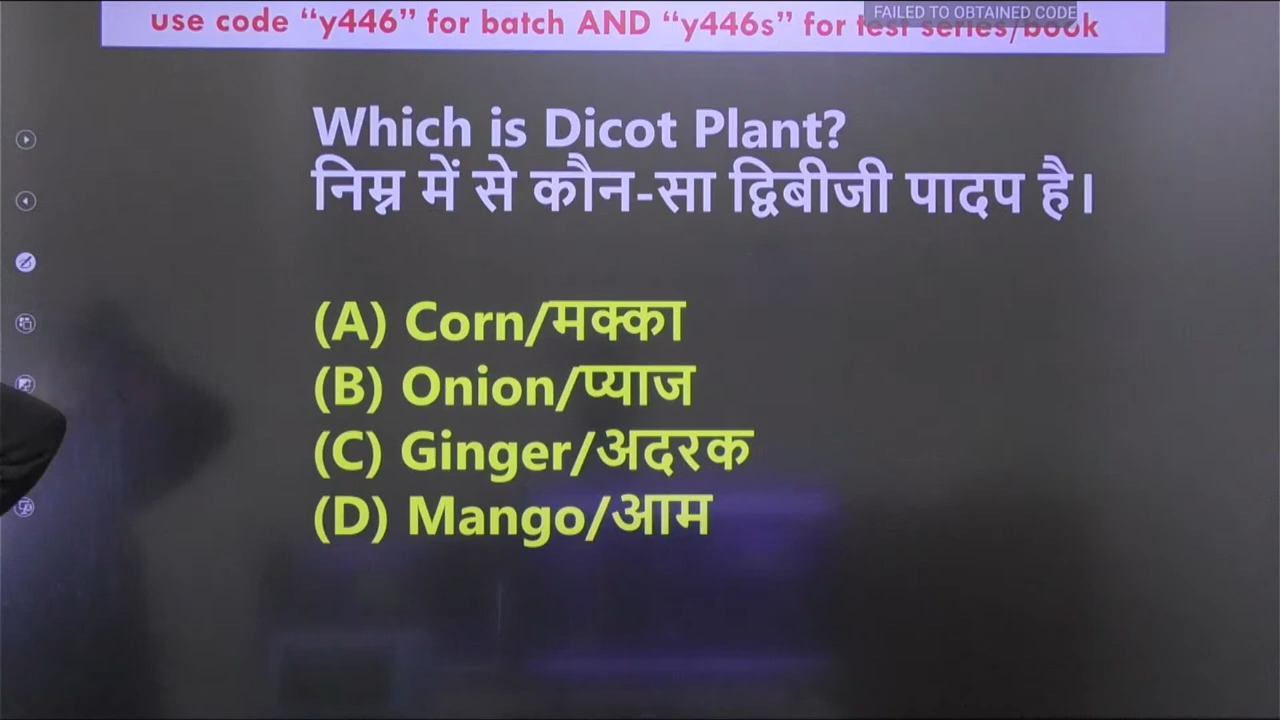 FAILED TO OBTAINED CODE
use code “y446” for batch AND “y446s” for test series/book
Which is Dicot Plant?
निम्न में से कौन-सा द्विबीजी पादप है।
(A) Corn/मक्का
(B) Onion/प्याज
(C) Ginger/अदरक
(D) Mango/आम